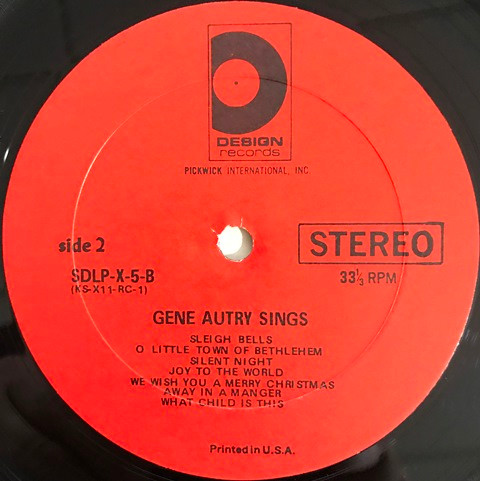 DESIGN
records
PICKWICK INTERNATIONAL, INC.
side 2
STEREO
SDLP-X-5-B
(KS-X11-RC-1)
33⅓ RPM
GENE AUTRY SINGS
SLEIGH BELLS
O LITTLE TOWN OF BETHLEHEM
SILENT NIGHT
JOY TO THE WORLD
WE WISH YOU A MERRY CHRISTMAS
AWAY IN A MANGER
WHAT CHILD IS THIS
Printed in U.S.A.